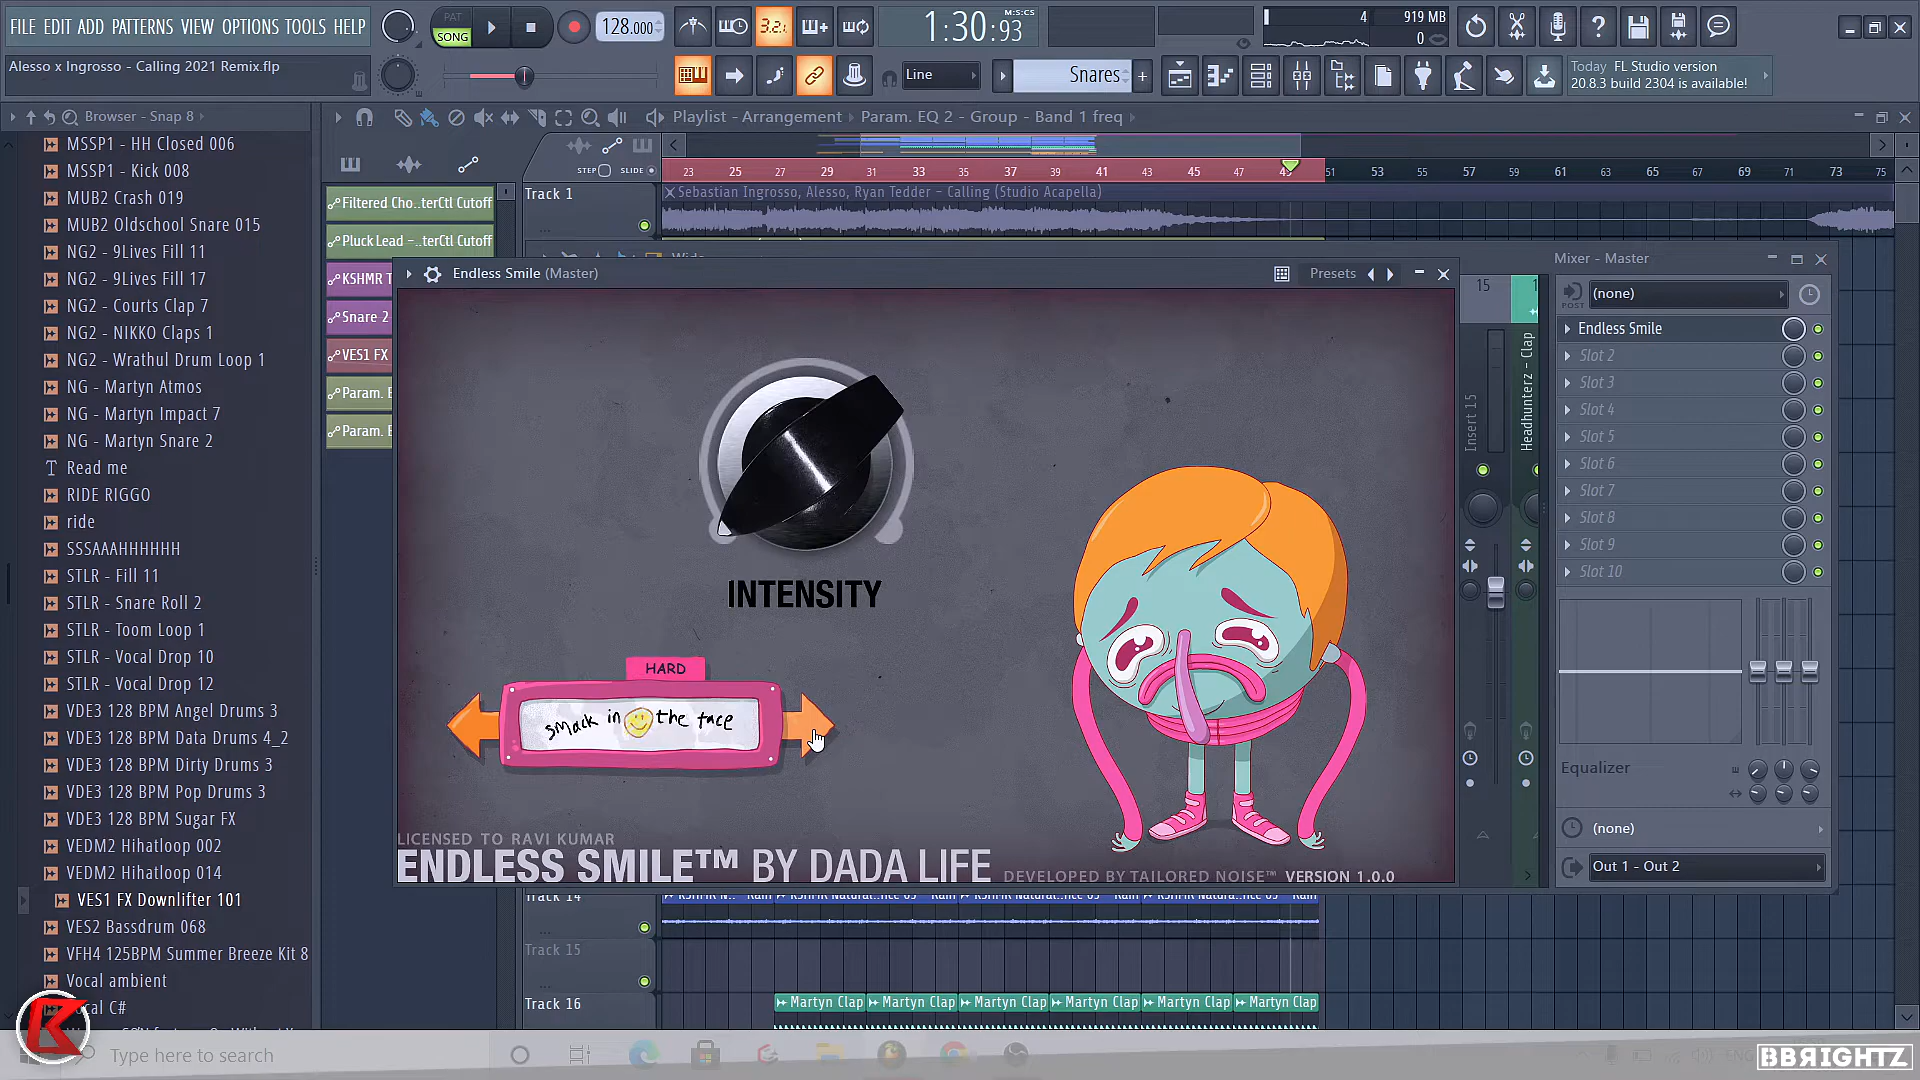 FILE EDIT ADD PATTERNS VIEW OPTIONS TOOLS HELP
PAT
SONG
128.000
3.2.
1:30:93
M:S:CS
4
919 MB
0
Alesso x Ingrosso - Calling 2021 Remix.flp
Line
Snares
Today FL Studio version
20.8.3 build 2304 is available!
Browser - Snap 8
Playlist - Arrangement
Param. EQ 2 - Group - Band 1 freq
MSSP1 - HH Closed 006
MSSP1 - Kick 008
MUB2 Crash 019
MUB2 Oldschool Snare 015
NG2 - 9Lives Fill 11
NG2 - 9Lives Fill 17
NG2 - Courts Clap 7
NG2 - NIKKO Claps 1
NG2 - Wrathul Drum Loop 1
NG - Martyn Atmos
NG - Martyn Impact 7
NG - Martyn Snare 2
Read me
RIDE RIGGO
ride
SSSAAAHHHHHH
STLR - Fill 11
STLR - Snare Roll 2
STLR - Toom Loop 1
STLR - Vocal Drop 10
STLR - Vocal Drop 12
VDE3 128 BPM Angel Drums 3
VDE3 128 BPM Data Drums 4_2
VDE3 128 BPM Dirty Drums 3
VDE3 128 BPM Pop Drums 3
VDE3 128 BPM Sugar FX
VEDM2 Hihatloop 002
VEDM2 Hihatloop 014
VES1 FX Downlifter 101
VES2 Bassdrum 068
VFH4 125BPM Summer Breeze Kit 8
Vocal ambient
Vocal C#
STEP SLIDE
23 25 27 29 31 33 35 37 39 41 43 45 47 49 51 53 55 57 59 61 63 65 67 69 71 73 75
Filtered Cho..terCtl Cutoff
Pluck Lead -..terCtl Cutoff
KSHMR T
Snare 2
VES1 FX
Param. E
Param. E
Track 1
Sebastian Ingrosso, Alesso, Ryan Tedder – Calling (Studio Acapella)
Endless Smile (Master)
Presets
INTENSITY
HARD
smack in the face
LICENSED TO RAVI KUMAR
ENDLESS SMILE™ BY DADA LIFE
DEVELOPED BY TAILORED NOISE™ VERSION 1.0.0
15
Insert 15
Headhunterz - Clap
Mixer - Master
POST
(none)
Endless Smile
Slot 2
Slot 3
Slot 4
Slot 5
Slot 6
Slot 7
Slot 8
Slot 9
Slot 10
Equalizer
(none)
Out 1 - Out 2
Track 14
Track 15
Track 16
Martyn Clap Martyn Clap Martyn Clap Martyn Clap Martyn Clap Martyn Clap
Type here to search
BBRIGHTZ